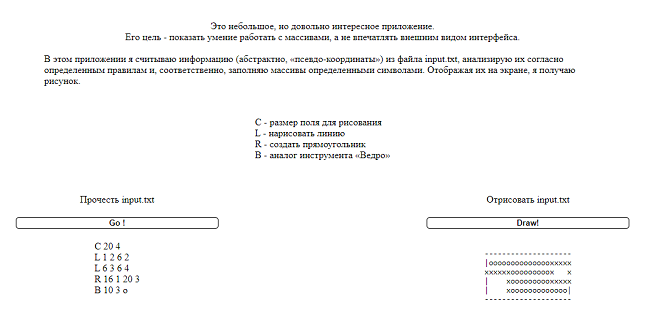 Это небольшое, но довольно интересное приложение.
Его цель - показать умение работать с массивами, а не впечатлять внешним видом интерфейса.
В этом приложении я считываю информацию (абстрактно, «псевдо-координаты») из файла input.txt, анализирую их согласно
определенным правилам и, соответственно, заполняю массивы определенными символами. Отображая их на экране, я получаю
рисунок.
C - размер поля для рисования
L - нарисовать линию
R - создать прямоугольник
B - аналог инструмента «Ведро»
Прочесть input.txt
Go !
C 20 4
L 1 2 6 2
L 6 3 6 4
R 16 1 20 3
B 10 3 o
Отрисовать input.txt
Draw!
--------------------
|oooooooooooooooxxxxx
xxxxxxooooooooox   x
|    xoooooooooxxxxx
|    xooooooooooooo|
--------------------